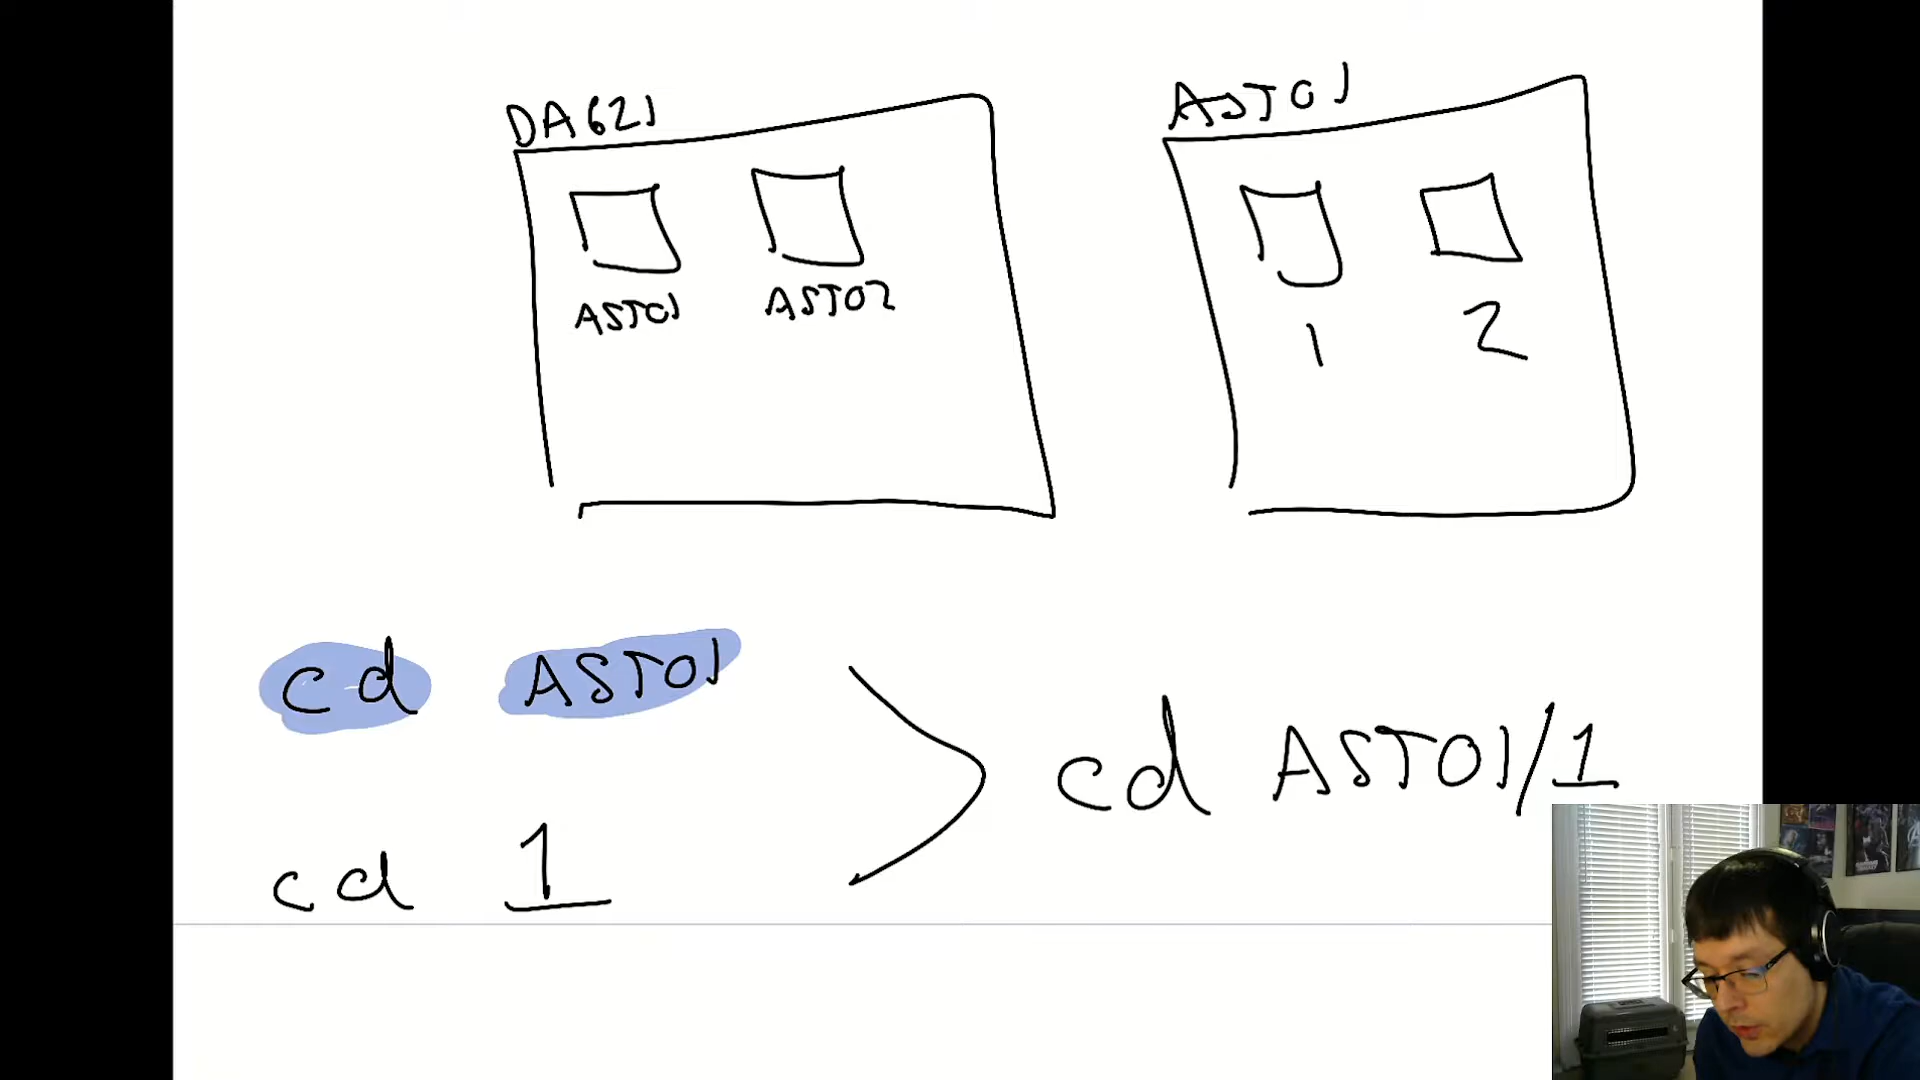 DA621
AST01
AST01 AST02
1 2
cd AST01
cd AST01/1
cd 1